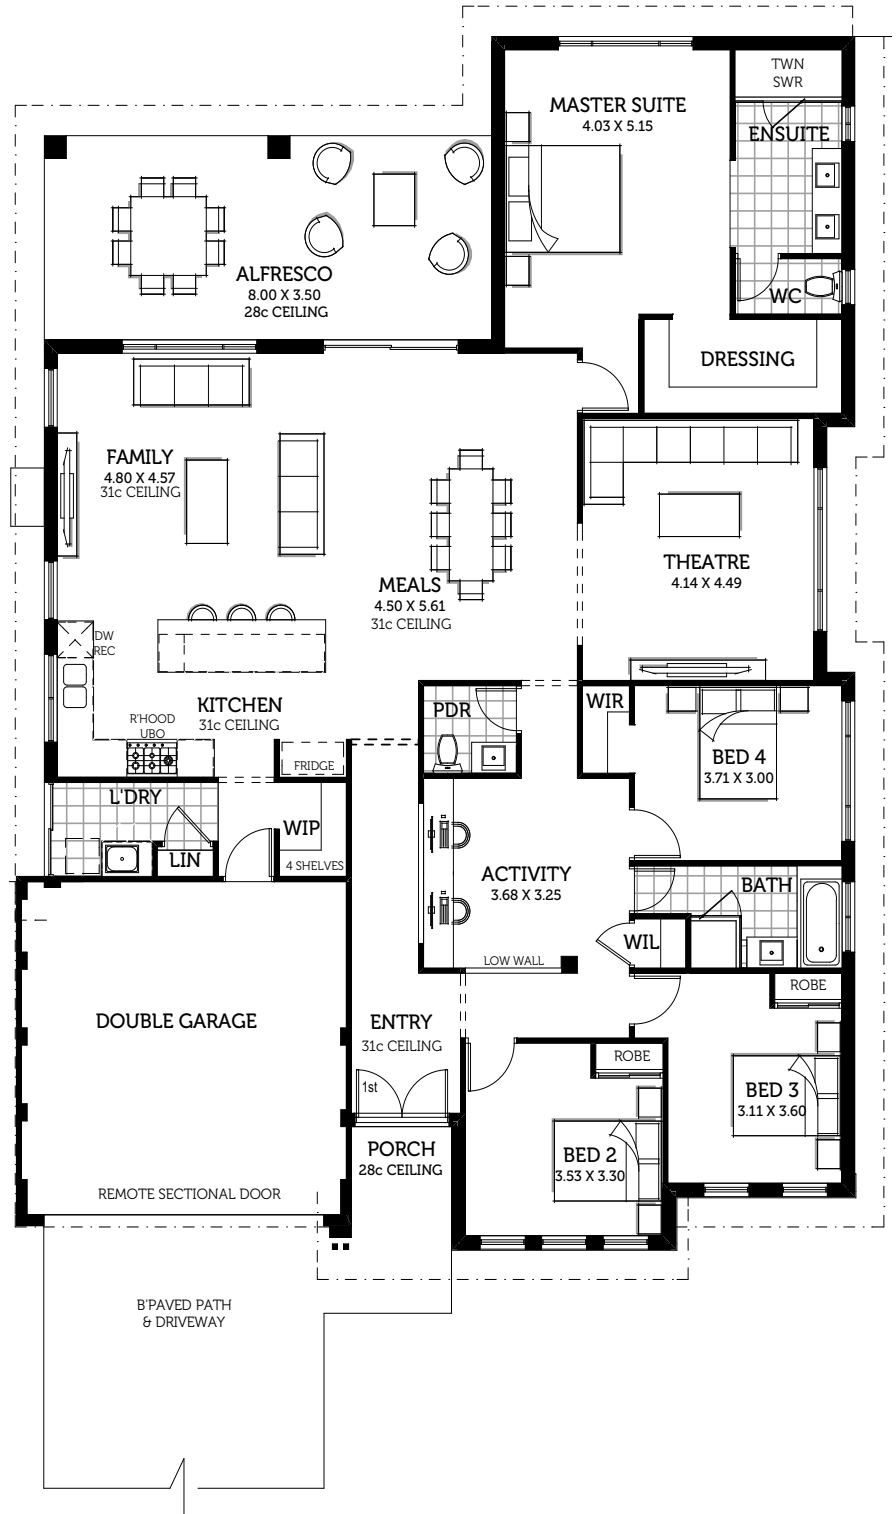 TWN
SWR
MASTER SUITE
4.03 X 5.15
ENSUITE
ALFRESCO
8.00 X 3.50
28c CEILING
WC
DRESSING
FAMILY
4.80 X 4.57
31c CEILING
THEATRE
4.14 X 4.49
MEALS
4.50 X 5.61
31c CEILING
DW
REC
KITCHEN
31c CEILING
R'HOOD
UBO
FRIDGE
PDR
WIR
BED 4
3.71 X 3.00
L'DRY
LIN
WIP
4 SHELVES
ACTIVITY
3.68 X 3.25
BATH
WIL
LOW WALL
ROBE
DOUBLE GARAGE
ENTRY
31c CEILING
1st
ROBE
BED 3
3.11 X 3.60
PORCH
28c CEILING
BED 2
3.53 X 3.30
REMOTE SECTIONAL DOOR
B'PAVED PATH
& DRIVEWAY